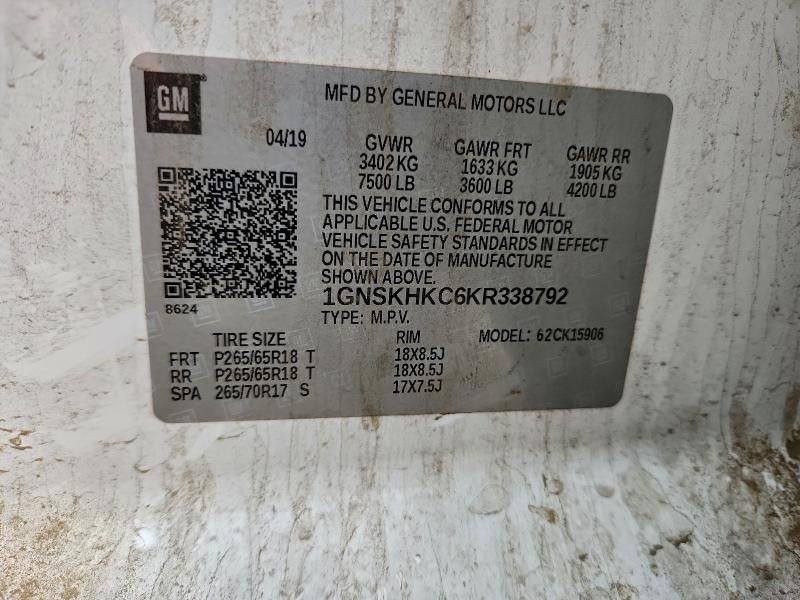 GM
MFD BY GENERAL MOTORS LLC
04/19 GVWR GAWR FRT GAWR RR
3402 KG 1633 KG 1905 KG
7500 LB 3600 LB 4200 LB
THIS VEHICLE CONFORMS TO ALL
APPLICABLE U.S. FEDERAL MOTOR
VEHICLE SAFETY STANDARDS IN EFFECT
ON THE DATE OF MANUFACTURE
SHOWN ABOVE.
8624
1GNSKHKC6KR338792
TYPE: M.P.V. MODEL: 62CK15906
TIRE SIZE RIM
FRT P265/65R18 T 18X8.5J
RR P265/65R18 T 18X8.5J
SPA 265/70R17 S 17X7.5J